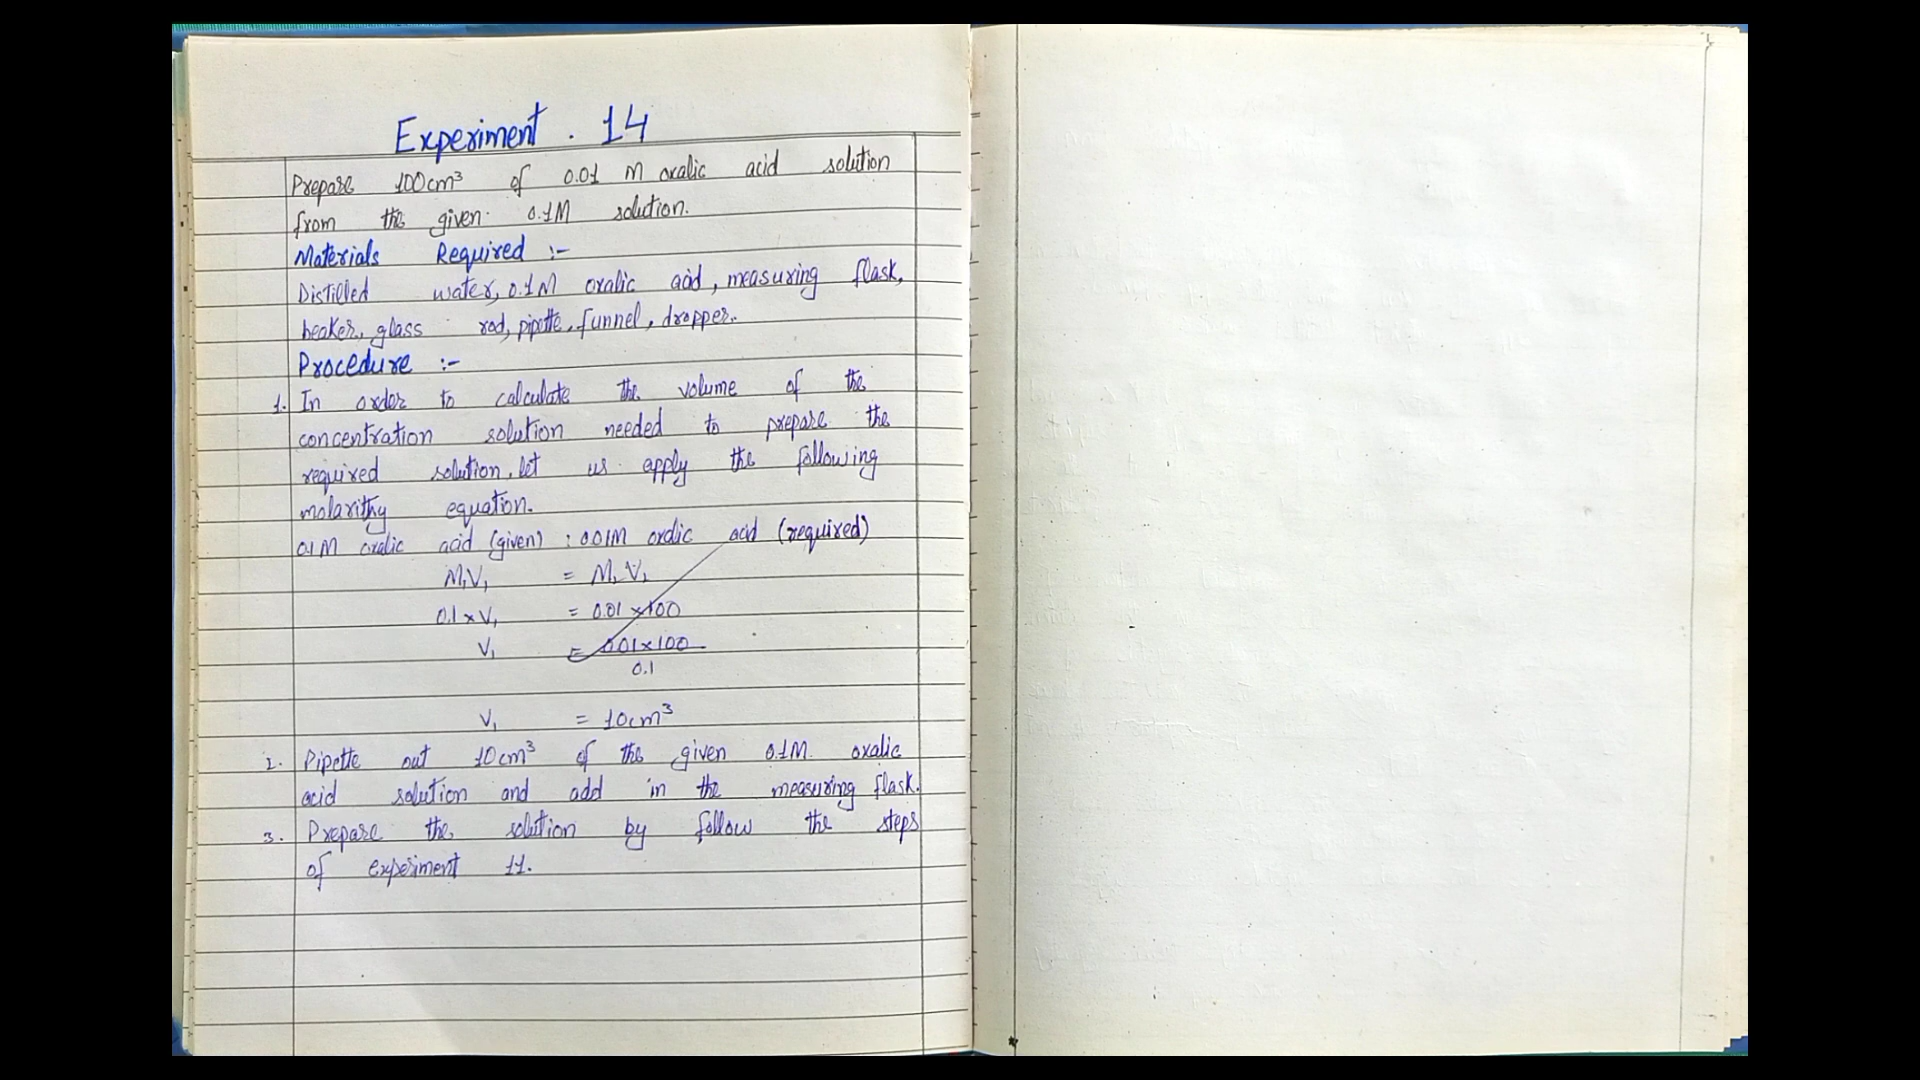 Experiment . 14
Prepare 100cm³ of 0.01 M oxalic acid solution
from the given 0.1M solution.
Materials Required :-
Distilled water, 0.1M oxalic acid, measuring flask,
beaker, glass rod, pipette, funnel, dropper.
Procedure :-
1. In order to calculate the volume of the
concentration solution needed to prepare the
required solution, let us apply the following
molarithy equation.
0.1M oxalic acid (given) : 0.01M oxalic acid (required)
M₁V₁ = M₂V₂
0.1 x V₁ = 0.01 x 100
V₁ = 0.01 x 100
0.1
V₁ = 10cm³
2. Pipette out 10cm³ of the given 0.1M. oxalic
acid solution and add in the measuring flask.
3. Prepare the solution by follow the steps
of experiment 11.